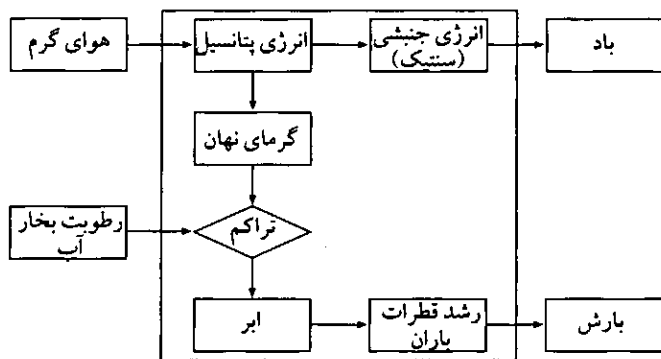 هوای گرم
انرژی پتانسیل
انرژی جنبشی
(سنتیک)
باد
گرمای نهان
رطوبت بخار
آب
تراکم
ابر
رشد قطرات
باران
بارش